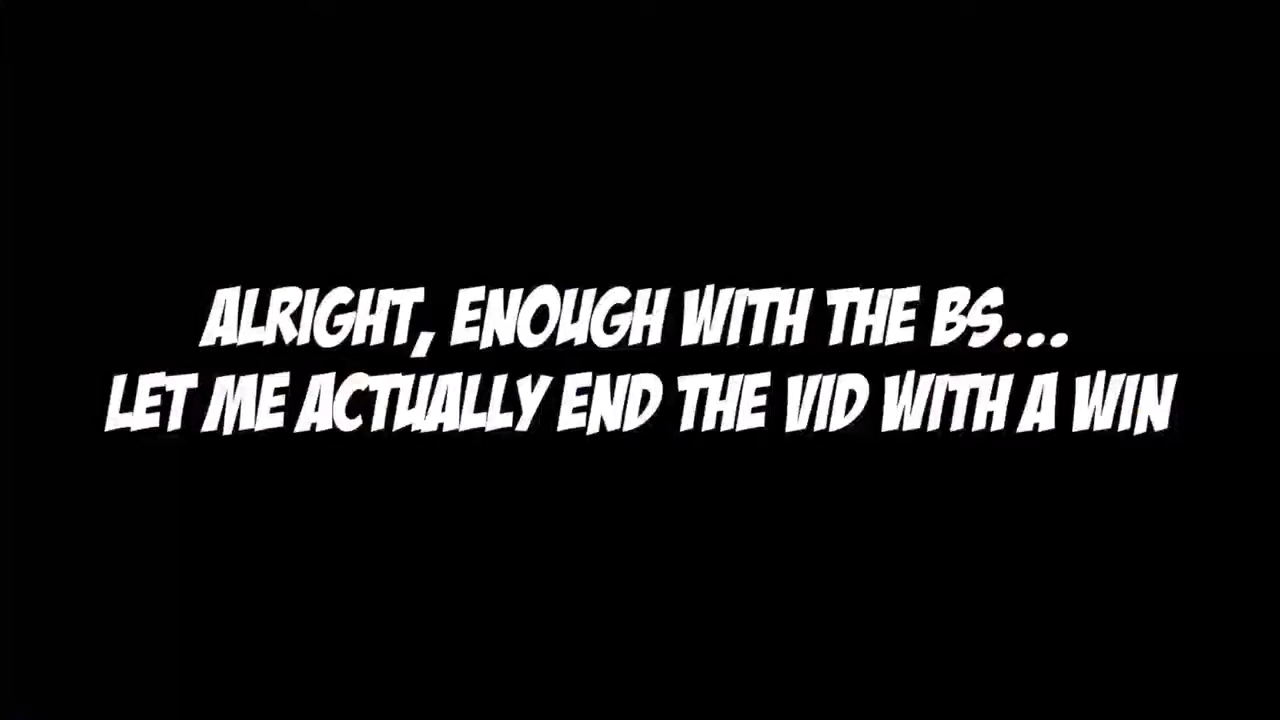 ALRIGHT, ENOUGH WITH THE BS...
LET ME ACTUALLY END THE VID WITH A WIN